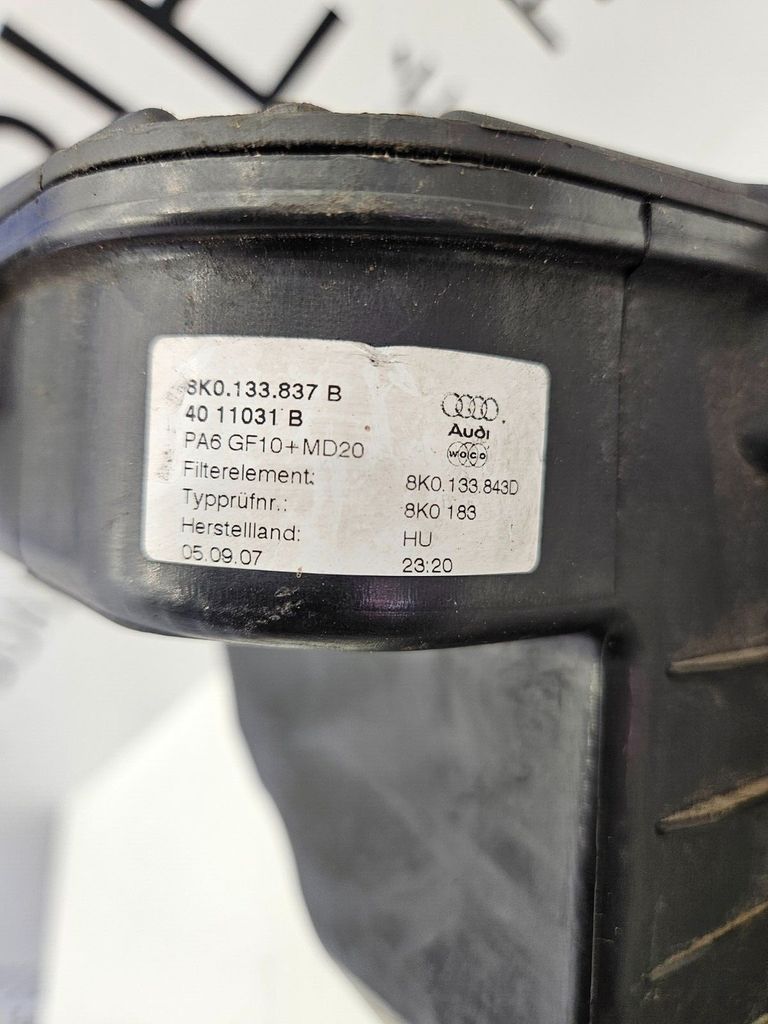 8K0.133.837 B
40 11031 B
PA6 GF10+MD20
Audi
woco
Filterelement: 8K0.133.843D
Typprüfnr.: 8K0 183
Herstellland: HU
05.09.07 23:20